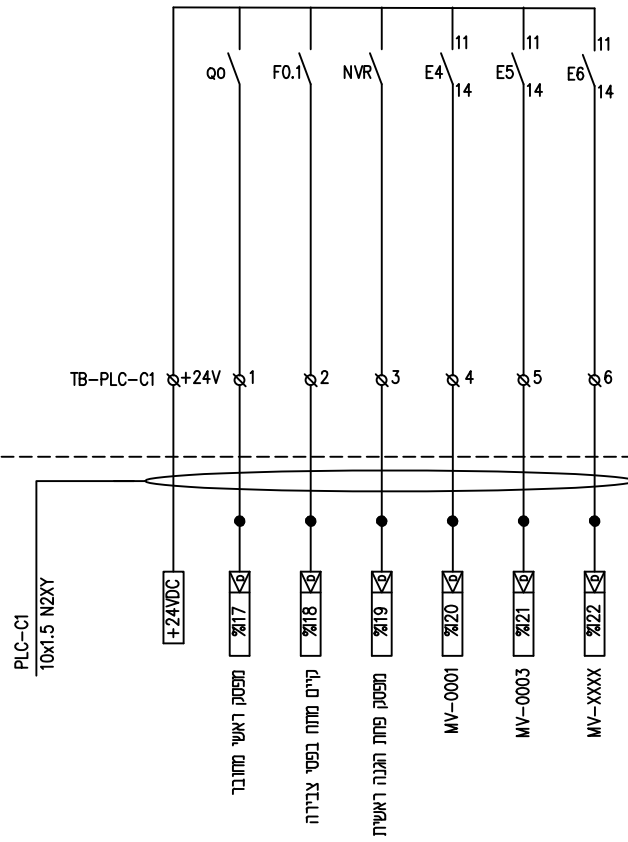 11 11 11
Q0 F0.1 NVR E4 E5 E6
14 14 14
TB-PLC-C1 +24V 1 2 3 4 5 6
PLC-C1
10x1.5 N2XY
+24VDC
D
%I17
מפסק ראשי מחובר
D
%I18
קיים מתח בפסי צבירה
D
%I19
מפסק פחת הגנה ראשית
D
%I20
MV-0001
D
%I21
MV-0003
D
%I22
MV-XXXX